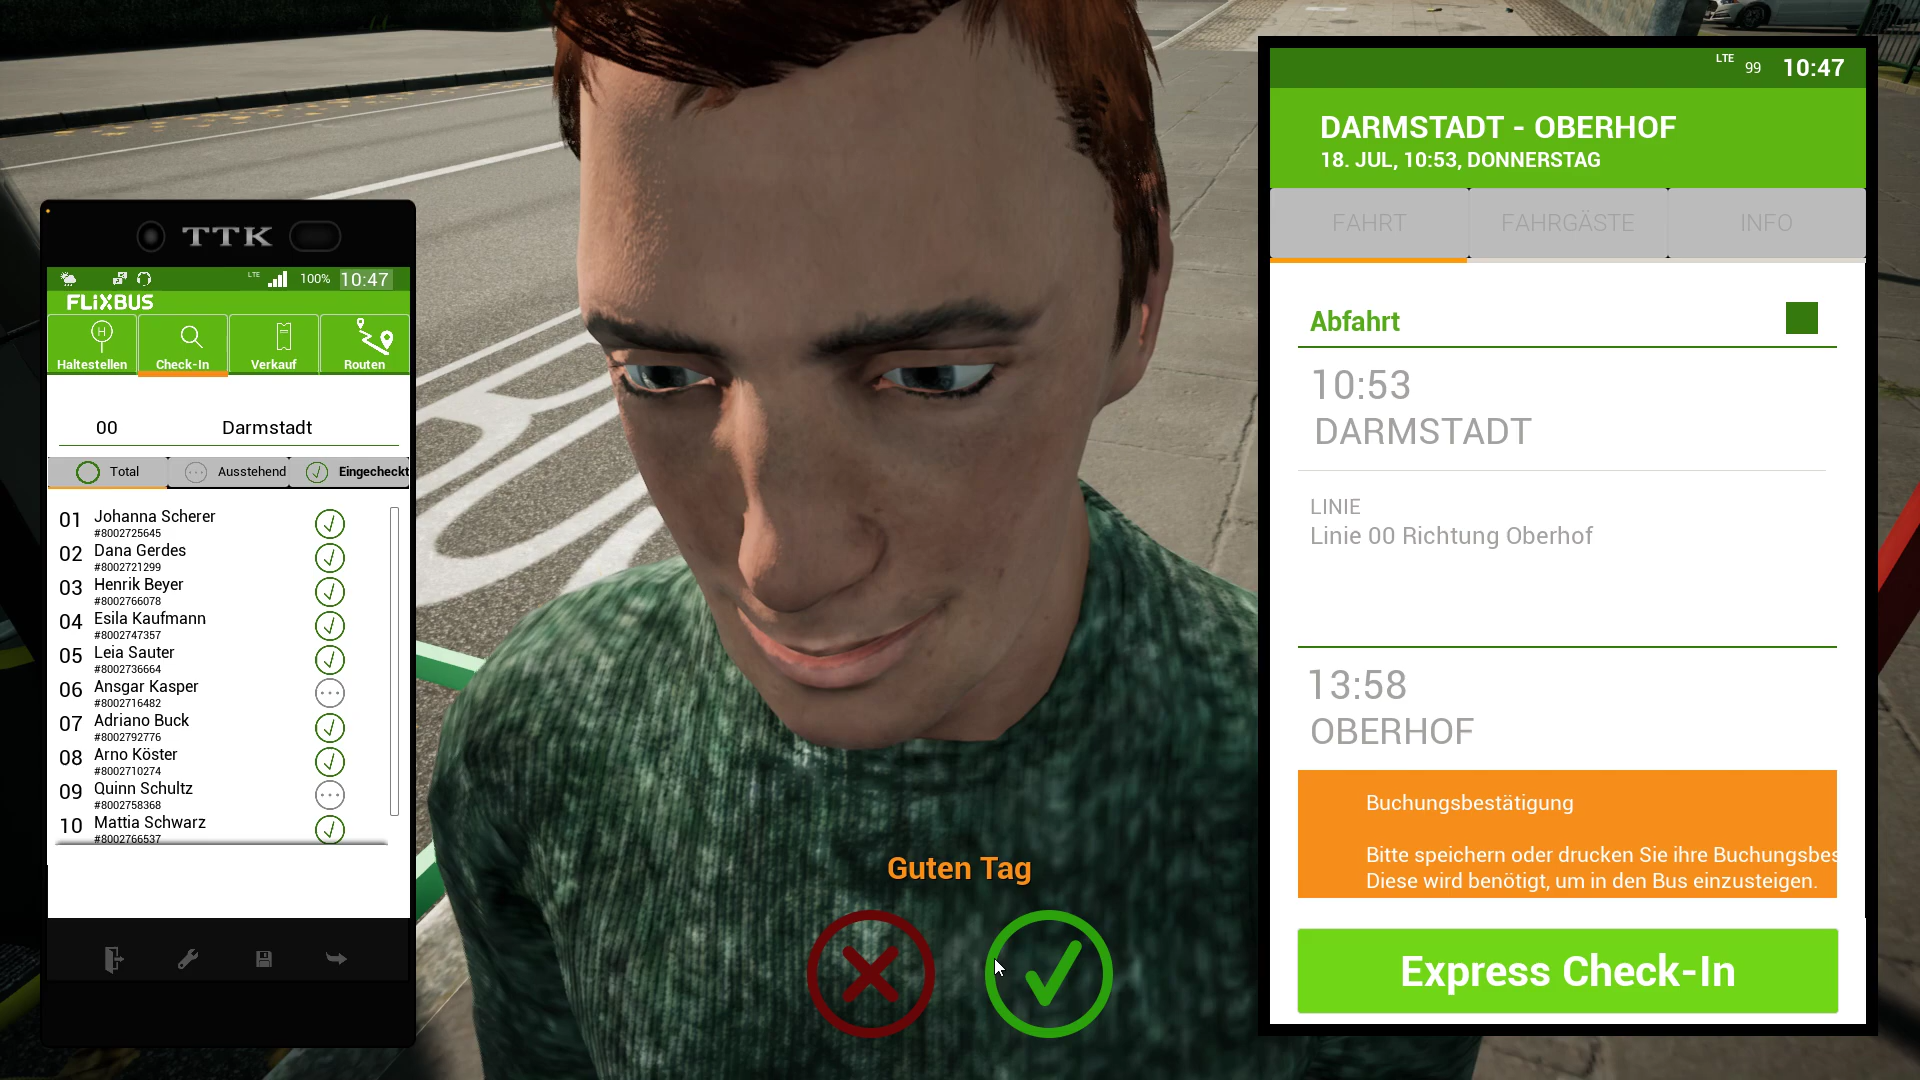 TTK
LTE 100% 10:47
FLiXBUS
Haltestellen Check-In Verkauf Routen
00 Darmstadt
Total Ausstehend Eingecheckt
01 Johanna Scherer
#8002725645
02 Dana Gerdes
#8002721299
03 Henrik Beyer
#8002766078
04 Esila Kaufmann
#8002747357
05 Leia Sauter
#8002736664
06 Ansgar Kasper
#8002716482
07 Adriano Buck
#8002792776
08 Arno Köster
#8002710274
09 Quinn Schultz
#8002758368
10 Mattia Schwarz
#8002766537
Guten Tag
LTE 99 10:47
DARMSTADT - OBERHOF
18. JUL, 10:53, DONNERSTAG
FAHRT FAHRGÄSTE INFO
Abfahrt
10:53
DARMSTADT
LINIE
Linie 00 Richtung Oberhof
13:58
OBERHOF
Buchungsbestätigung
Bitte speichern oder drucken Sie ihre Buchungsbes
Diese wird benötigt, um in den Bus einzusteigen.
Express Check-In